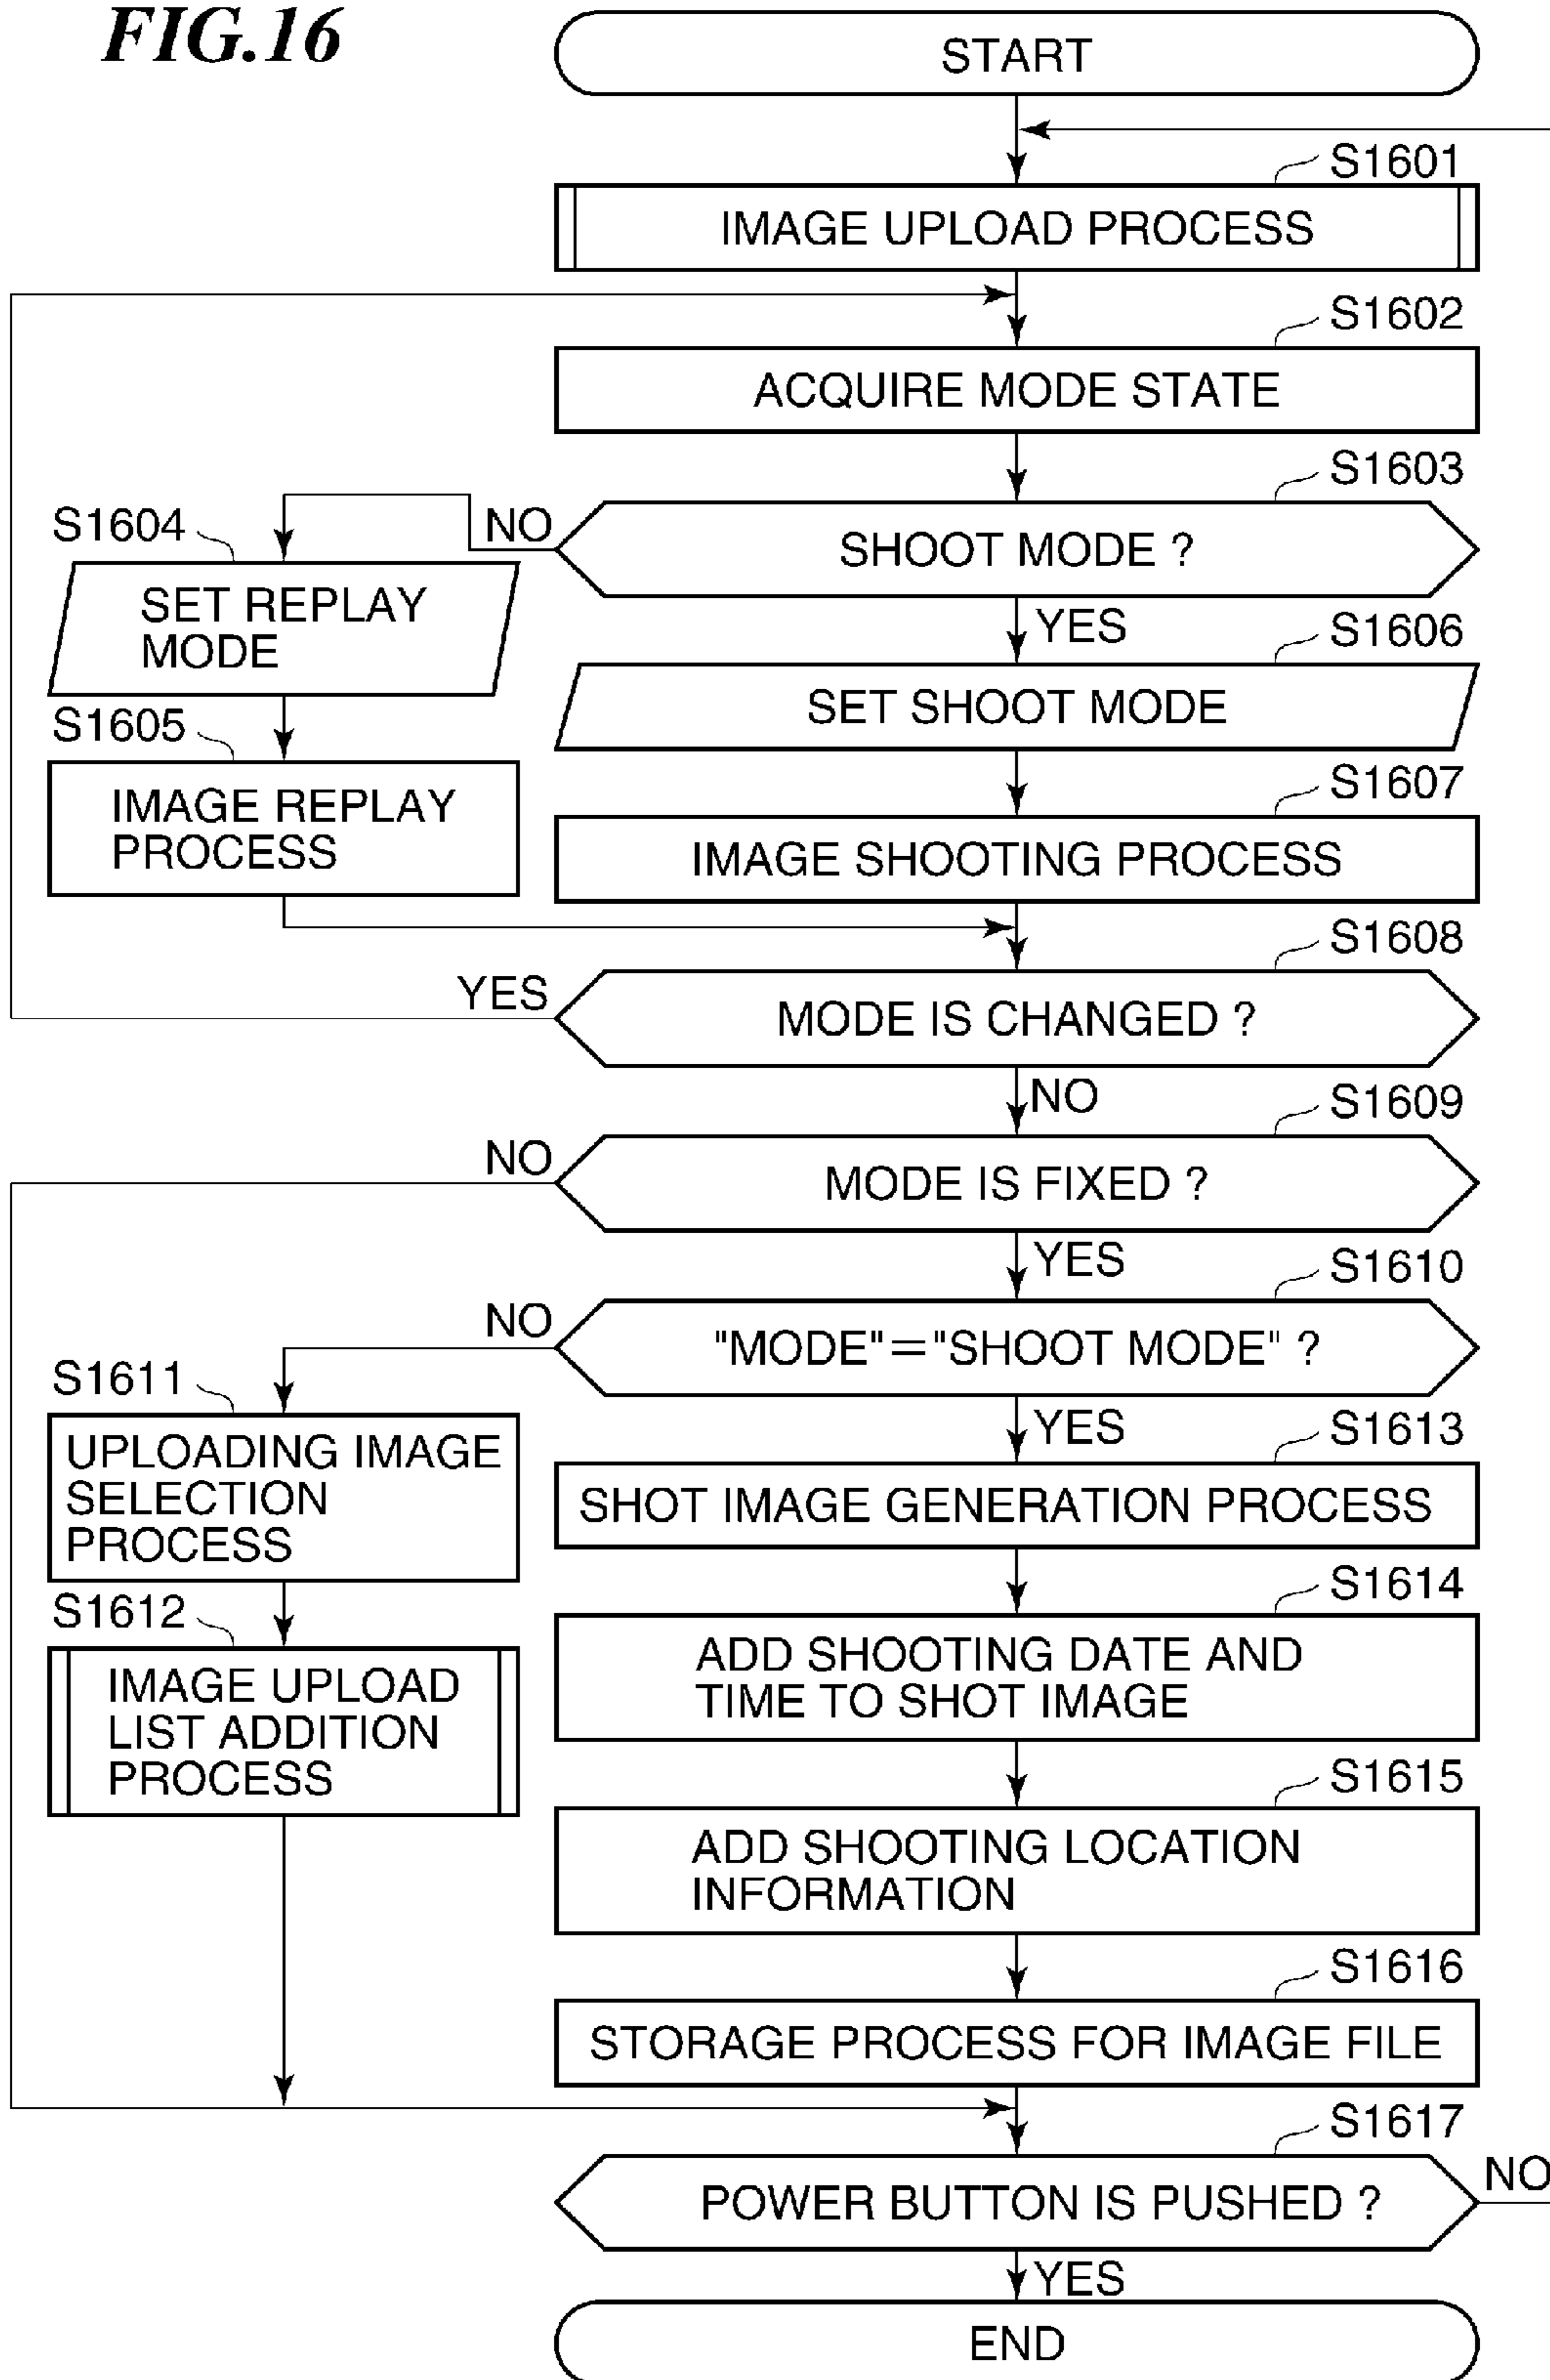 FIG.16
START
S1601
IMAGE UPLOAD PROCESS
S1602
ACQUIRE MODE STATE
S1603
SHOOT MODE ?
NO
YES
S1604
SET REPLAY
MODE
S1605
IMAGE REPLAY
PROCESS
S1606
SET SHOOT MODE
S1607
IMAGE SHOOTING PROCESS
S1608
MODE IS CHANGED ?
YES
NO
S1609
MODE IS FIXED ?
NO
YES
S1610
"MODE"="SHOOT MODE" ?
NO
YES
S1611
UPLOADING IMAGE
SELECTION
PROCESS
S1612
IMAGE UPLOAD
LIST ADDITION
PROCESS
S1613
SHOT IMAGE GENERATION PROCESS
S1614
ADD SHOOTING DATE AND
TIME TO SHOT IMAGE
S1615
ADD SHOOTING LOCATION
INFORMATION
S1616
STORAGE PROCESS FOR IMAGE FILE
S1617
POWER BUTTON IS PUSHED ?
NO
YES
END